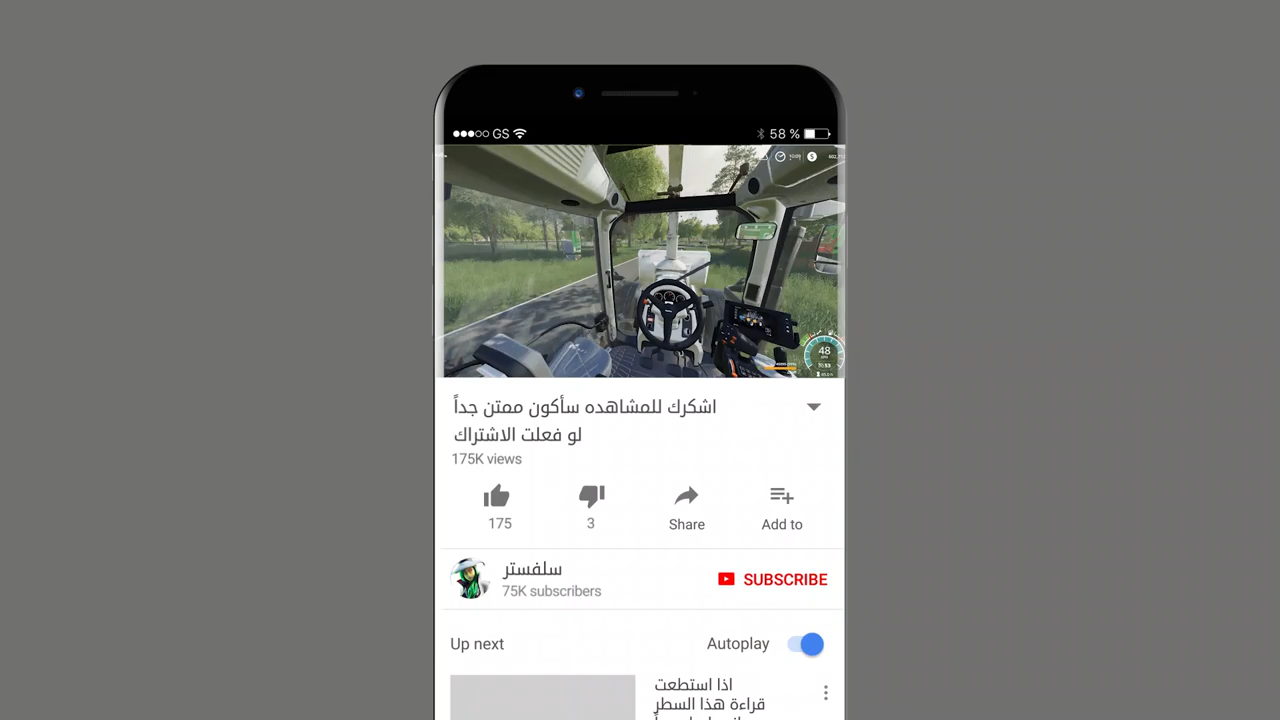 GS
58 %
48
اشكرك للمشاهده سأكون ممتن جداً
لو فعلت الاشتراك
175K views
175
3
Share
Add to
سلفستر
75K subscribers
SUBSCRIBE
Up next
Autoplay
اذا استطعت
قراءة هذا السطر